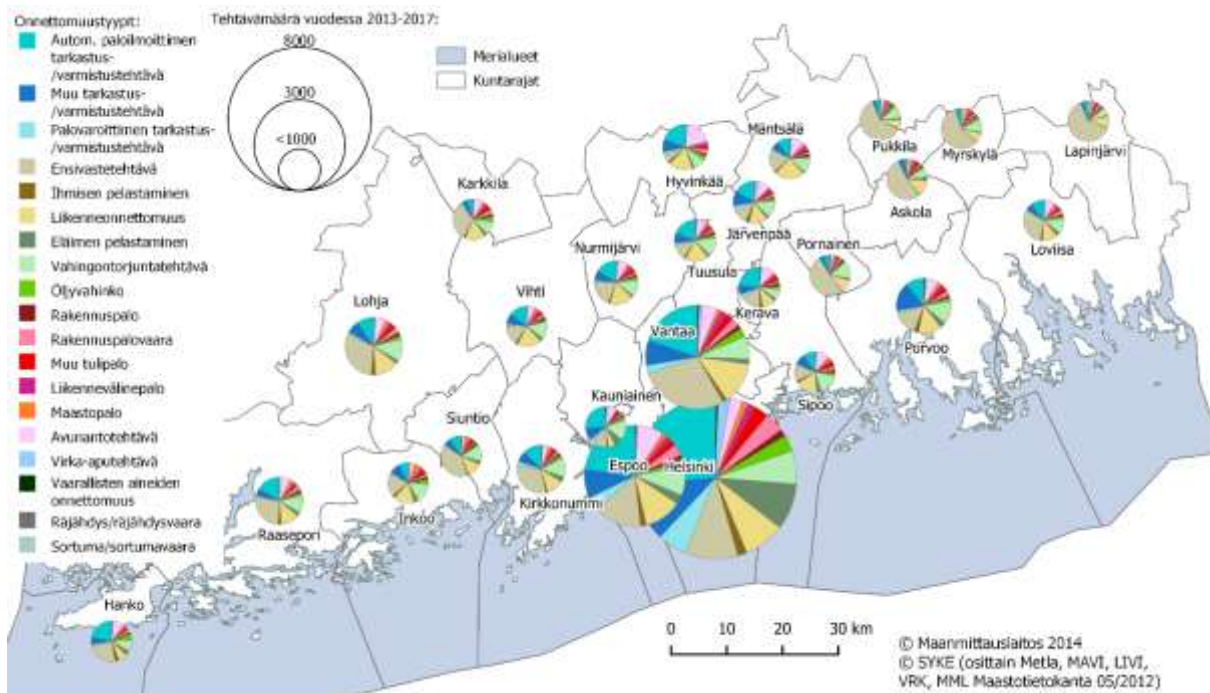 Onnettomuustyypit:
Autom. paloilmoittimen
tarkastus-
/varmistustehtävä
Muu tarkastus-
/varmistustehtävä
Palovaroittimen tarkastus-
/varmistustehtävä
Ensivastetehtävä
Ihmisen pelastaminen
Liikenneonnettomuus
Eläimen pelastaminen
Vahingontorjuntatehtävä
Öljyvahinko
Rakennuspalo
Rakennuspalovaara
Muu tulipalo
Liikennevälinepalo
Maastopalo
Avunantotehtävä
Virka-aputehtävä
Vaarallisten aineiden
onnettomuus
Räjähdys/räjähdysvaara
Sortuma/sortumavaara
Tehtävämäärä vuodessa 2013-2017:
8000
3000
<1000
Merialueet
Kuntarajat
Mäntsälä
Pukkila
Myrskylä
Lapinjärvi
Hyvinkää
Karkkila
Askola
Järvenpää
Nurmijärvi
Tuusula
Pornainen
Loviisa
Lohja
Vihti
Kerava
Vantaa
Porvoo
Kauniainen
Sipoo
Siuntio
Espoo
Helsinki
Kirkkonummi
Inkoo
Raasepori
Hanko
0 10 20 30 km
© Maanmittauslaitos 2014
© SYKE (osittain Metla, MAVI, LIVI,
VRK, MML Maastotietokanta 05/2012)